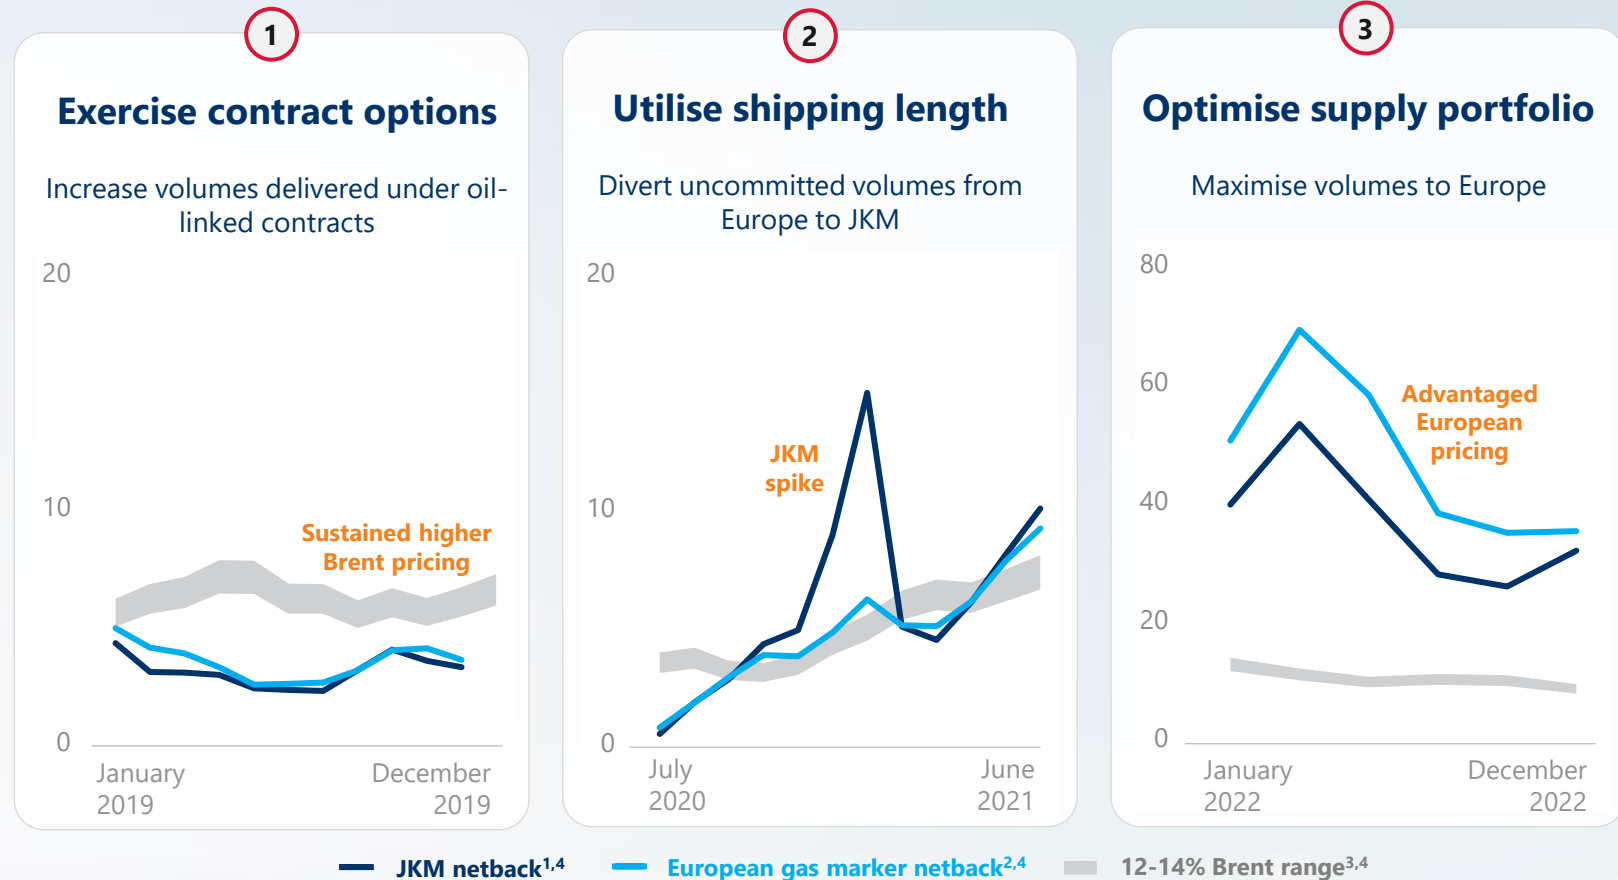 1
Exercise contract options
Increase volumes delivered under oil-
linked contracts
20
10
0
Sustained higher
Brent pricing
January
2019
December
2019
2
Utilise shipping length
Divert uncommitted volumes from
Europe to JKM
20
10
0
JKM
spike
July
2020
June
2021
3
Optimise supply portfolio
Maximise volumes to Europe
80
60
40
20
0
Advantaged
European
pricing
January
2022
December
2022
JKM netback¹,⁴
European gas marker netback²,⁴
12-14% Brent range³,⁴